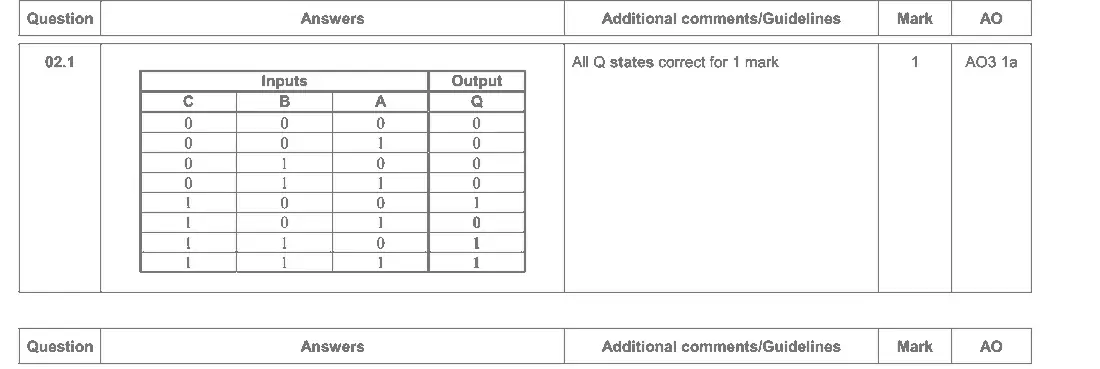 Question Answers Additional comments/Guidelines Mark AO
02.1 All Q states correct for 1 mark 1 AO3 1a
Inputs Output
C B A Q
0 0 0 0
0 0 1 0
0 1 0 0
0 1 1 0
1 0 0 1
1 0 1 0
1 1 0 1
1 1 1 1
Question Answers Additional comments/Guidelines Mark AO